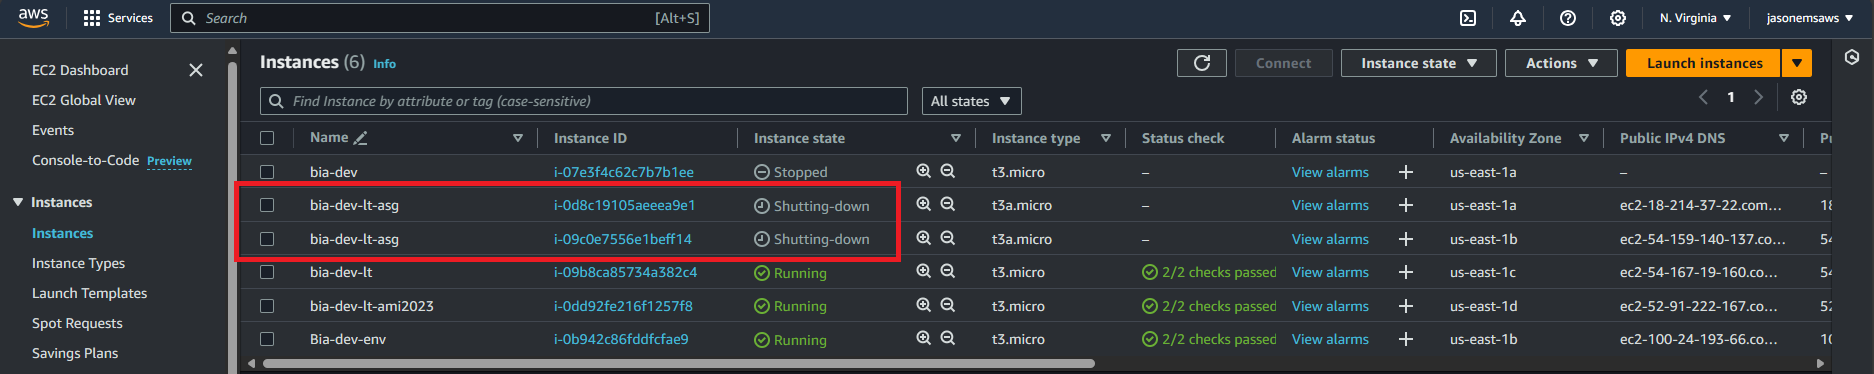 aws Services Search [Alt+S] N. Virginia jasonemsaws
EC2 Dashboard
EC2 Global View
Events
Console-to-Code Preview
Instances
Instances
Instance Types
Launch Templates
Spot Requests
Savings Plans
Instances (6) Info Connect Instance state Actions Launch instances
Find Instance by attribute or tag (case-sensitive) All states 1
Name Instance ID Instance state Instance type Status check Alarm status Availability Zone Public IPv4 DNS
bia-dev i-07e3f4c62c7b7b1ee Stopped t3.micro – View alarms us-east-1a – –
bia-dev-lt-asg i-0d8c19105aeeea9e1 Shutting-down t3a.micro – View alarms us-east-1a ec2-18-214-37-22.com... 18
bia-dev-lt-asg i-09c0e7556e1beff14 Shutting-down t3a.micro – View alarms us-east-1b ec2-54-159-140-137.co... 54
bia-dev-lt i-09b8ca85734a382c4 Running t3.micro 2/2 checks passed View alarms us-east-1c ec2-54-167-19-160.co... 54
bia-dev-lt-ami2023 i-0dd92fe216f1257f8 Running t3.micro 2/2 checks passed View alarms us-east-1d ec2-52-91-222-167.co... 52
Bia-dev-env i-0b942c86fddfcfae9 Running t3.micro 2/2 checks passed View alarms us-east-1b ec2-100-24-193-66.co... 10